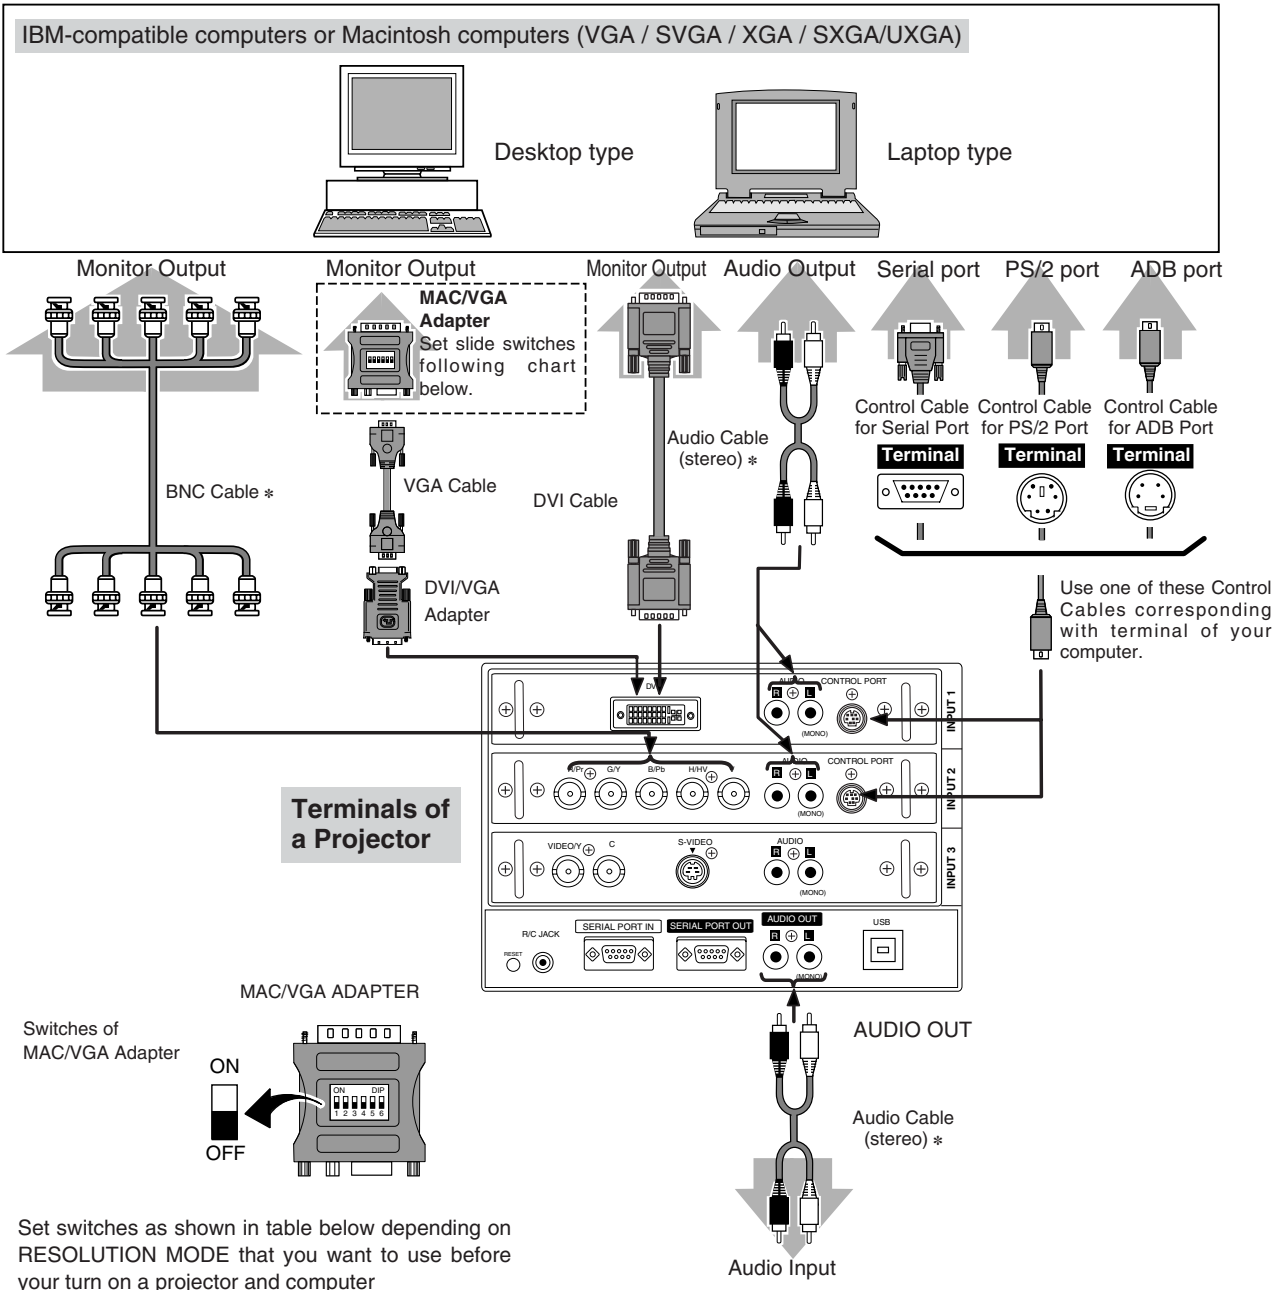 IBM-compatible computers or Macintosh computers (VGA / SVGA / XGA / SXGA/UXGA)
Desktop type
Laptop type
Monitor Output
Monitor Output
Monitor Output
Audio Output
Serial port
PS/2 port
ADB port
MAC/VGA
Adapter
Set slide switches
following chart
below.
Control Cable
for Serial Port
Control Cable
for PS/2 Port
Control Cable
for ADB Port
Terminal
Terminal
Terminal
BNC Cable *
VGA Cable
DVI Cable
Audio Cable
(stereo) *
DVI/VGA
Adapter
Use one of these Control
Cables corresponding
with terminal of your
computer.
Terminals of
a Projector
AUDIO
R L
(MONO)
CONTROL PORT
INPUT 1
G/Y
B/Pb
H/HV
AUDIO
R L
(MONO)
CONTROL PORT
INPUT 2
VIDEO/Y
C
S-VIDEO
AUDIO
R L
(MONO)
INPUT 3
R/C JACK
RESET
SERIAL PORT IN
SERIAL PORT OUT
AUDIO OUT
R L
(MONO)
USB
MAC/VGA ADAPTER
Switches of
MAC/VGA Adapter
ON
OFF
ON DIP
1 2 3 4 5 6
AUDIO OUT
Audio Cable
(stereo) *
Audio Input
Set switches as shown in table below depending on
RESOLUTION MODE that you want to use before
your turn on a projector and computer